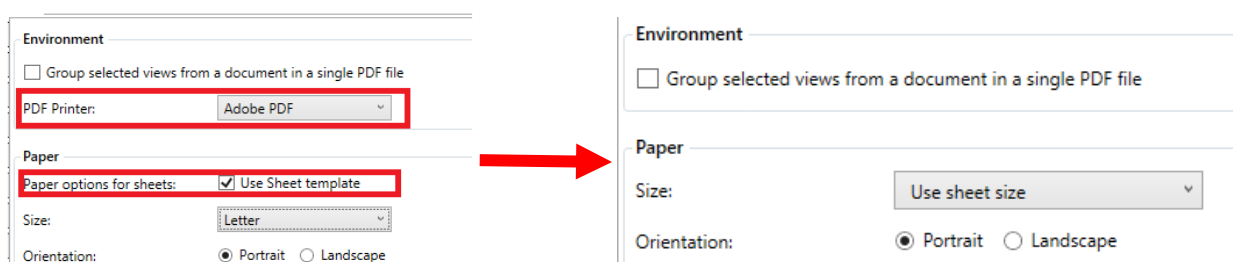 Environment
Group selected views from a document in a single PDF file
PDF Printer: Adobe PDF
Paper
Paper options for sheets: Use Sheet template
Size: Letter
Orientation: Portrait Landscape
Environment
Group selected views from a document in a single PDF file
Paper
Size: Use sheet size
Orientation: Portrait Landscape